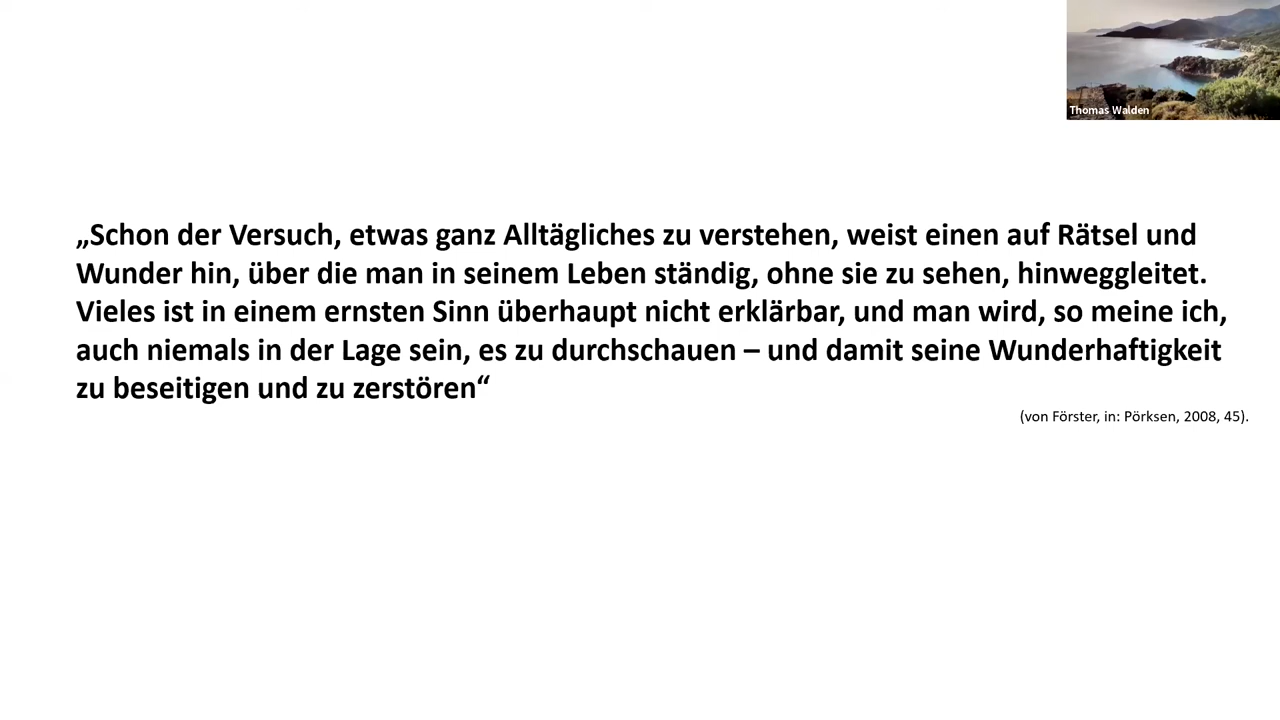 Thomas Walden
„Schon der Versuch, etwas ganz Alltägliches zu verstehen, weist einen auf Rätsel und
Wunder hin, über die man in seinem Leben ständig, ohne sie zu sehen, hinweggleitet.
Vieles ist in einem ernsten Sinn überhaupt nicht erklärbar, und man wird, so meine ich,
auch niemals in der Lage sein, es zu durchschauen – und damit seine Wunderhaftigkeit
zu beseitigen und zu zerstören“
(von Förster, in: Pörksen, 2008, 45).